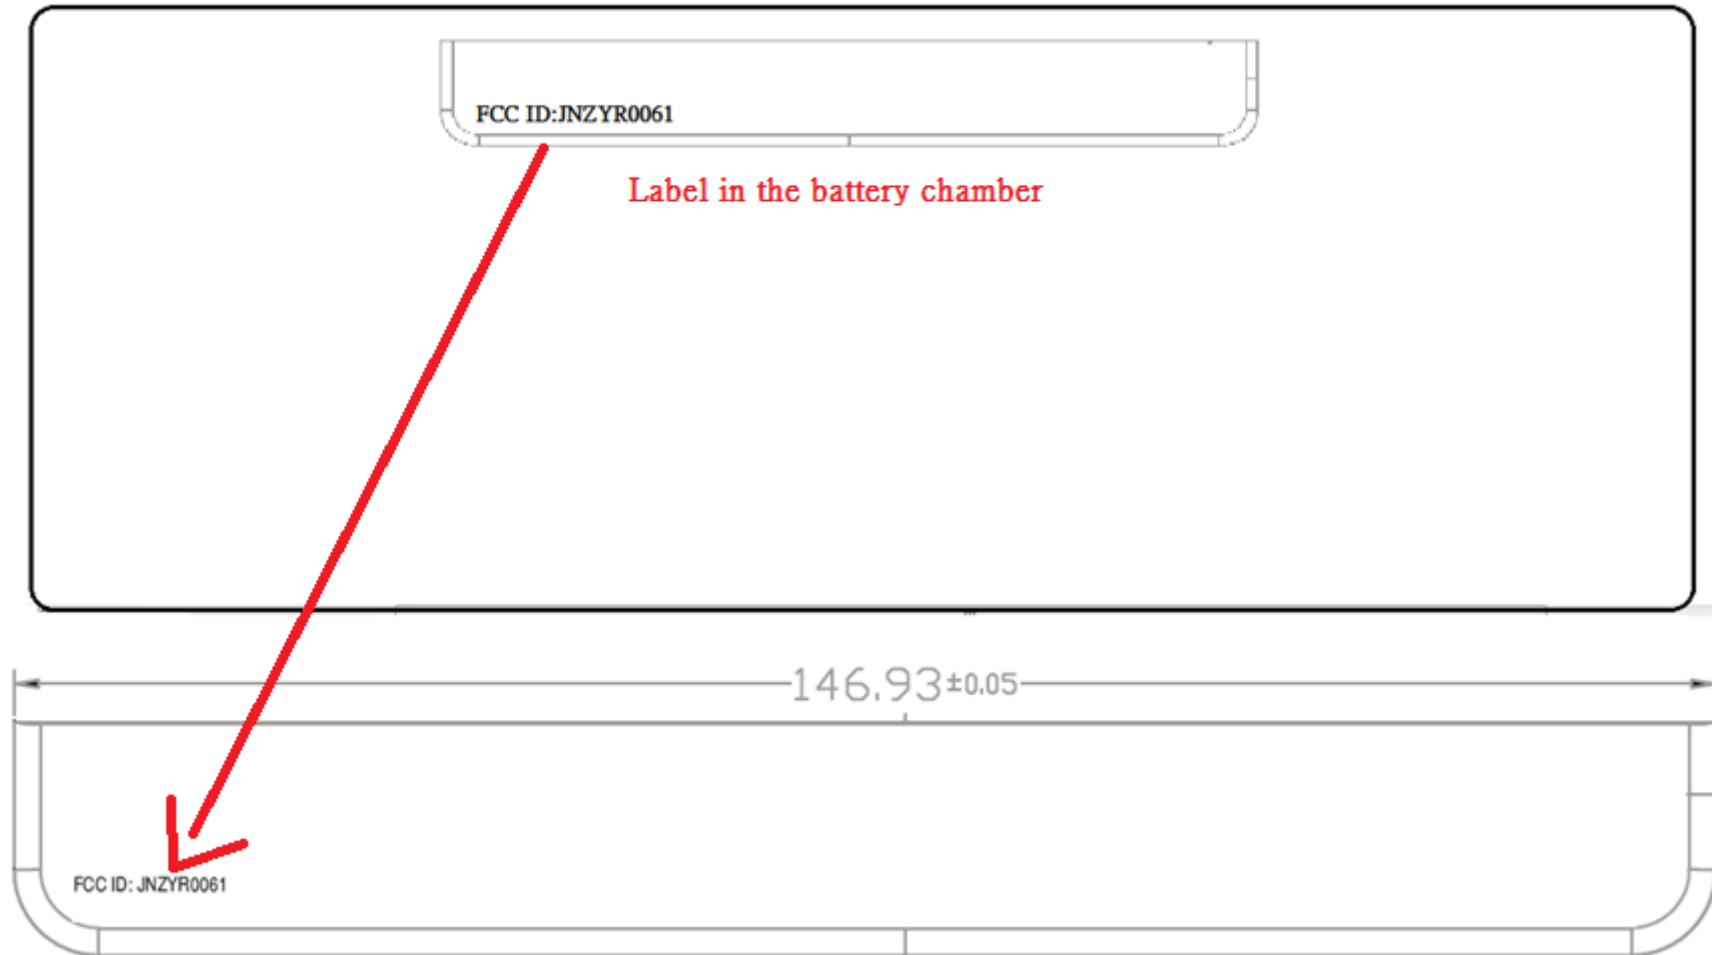 FCC ID:JNZYR0061
Label in the battery chamber
146.93±0.05
FCC ID: JNZYR0061